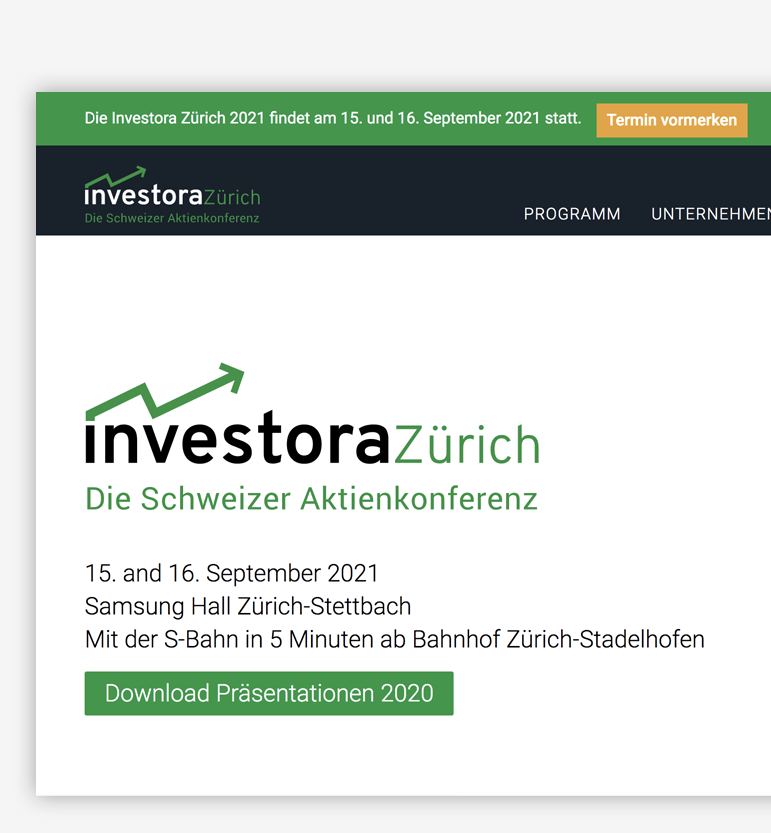 Die Investora Zürich 2021 findet am 15. und 16. September 2021 statt. Termin vormerken
investoraZürich
Die Schweizer Aktienkonferenz
PROGRAMM UNTERNEHMEN
investoraZürich
Die Schweizer Aktienkonferenz
15. and 16. September 2021
Samsung Hall Zürich-Stettbach
Mit der S-Bahn in 5 Minuten ab Bahnhof Zürich-Stadelhofen
Download Präsentationen 2020